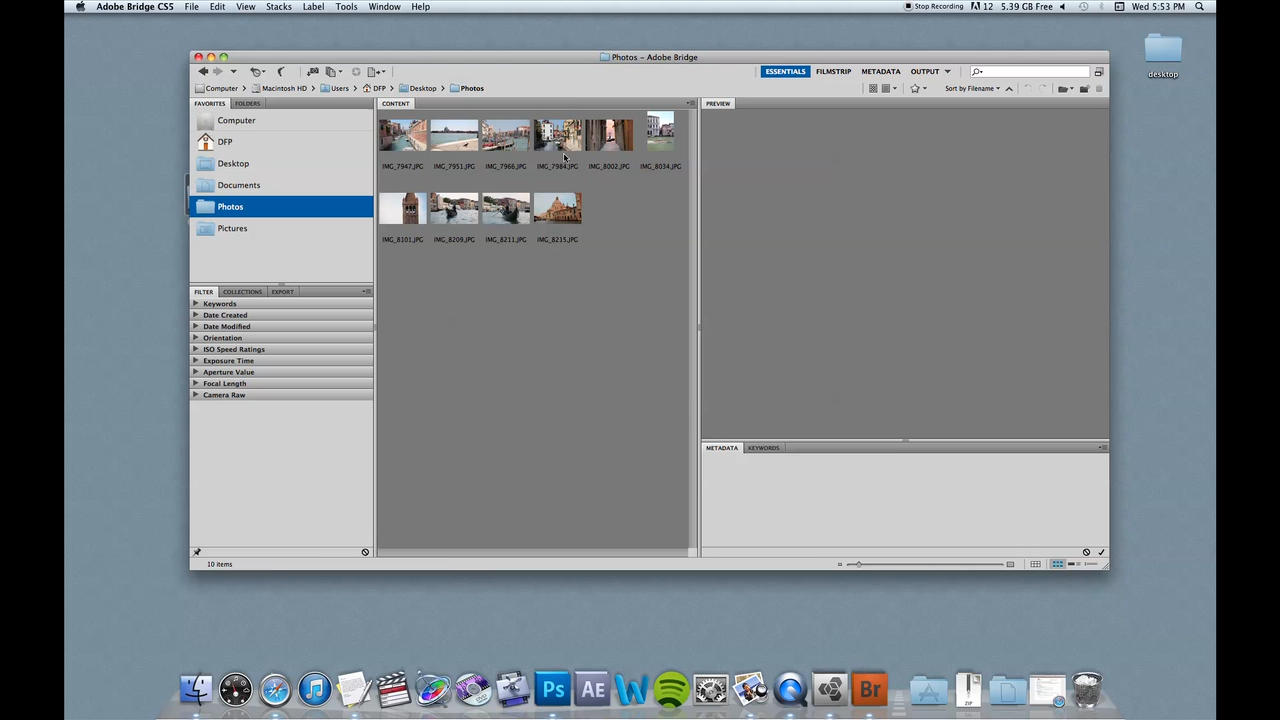 Adobe Bridge CS5 File Edit View Stacks Label Tools Window Help Stop Recording 12 5.39 GB Free Wed 5:53 PM
desktop
Photos – Adobe Bridge
ESSENTIALS FILMSTRIP METADATA OUTPUT
Computer Macintosh HD Users DFP Desktop Photos Sort by Filename
FAVORITES FOLDERS
Computer
DFP
Desktop
Documents
Photos
Pictures
FILTER COLLECTIONS EXPORT
Keywords
Date Created
Date Modified
Orientation
ISO Speed Ratings
Exposure Time
Aperture Value
Focal Length
Camera Raw
CONTENT
IMG_7947.JPG IMG_7951.JPG IMG_7966.JPG IMG_7984.JPG IMG_8002.JPG IMG_8034.JPG
IMG_8101.JPG IMG_8209.JPG IMG_8211.JPG IMG_8215.JPG
PREVIEW
METADATA KEYWORDS
10 items
Ps AE W Br ZIP